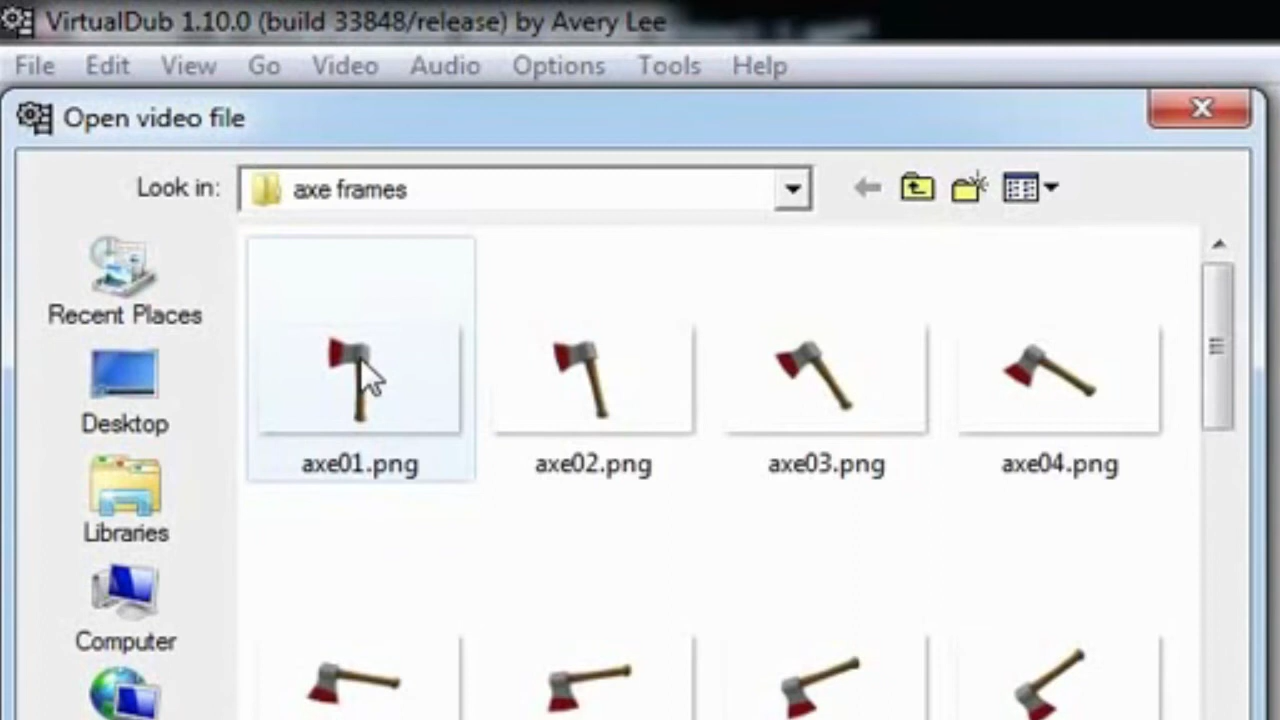 VirtualDub 1.10.0 (build 33848/release) by Avery Lee
File Edit View Go Video Audio Options Tools Help
Open video file
Look in: axe frames
Recent Places
Desktop
Libraries
Computer
axe01.png axe02.png axe03.png axe04.png